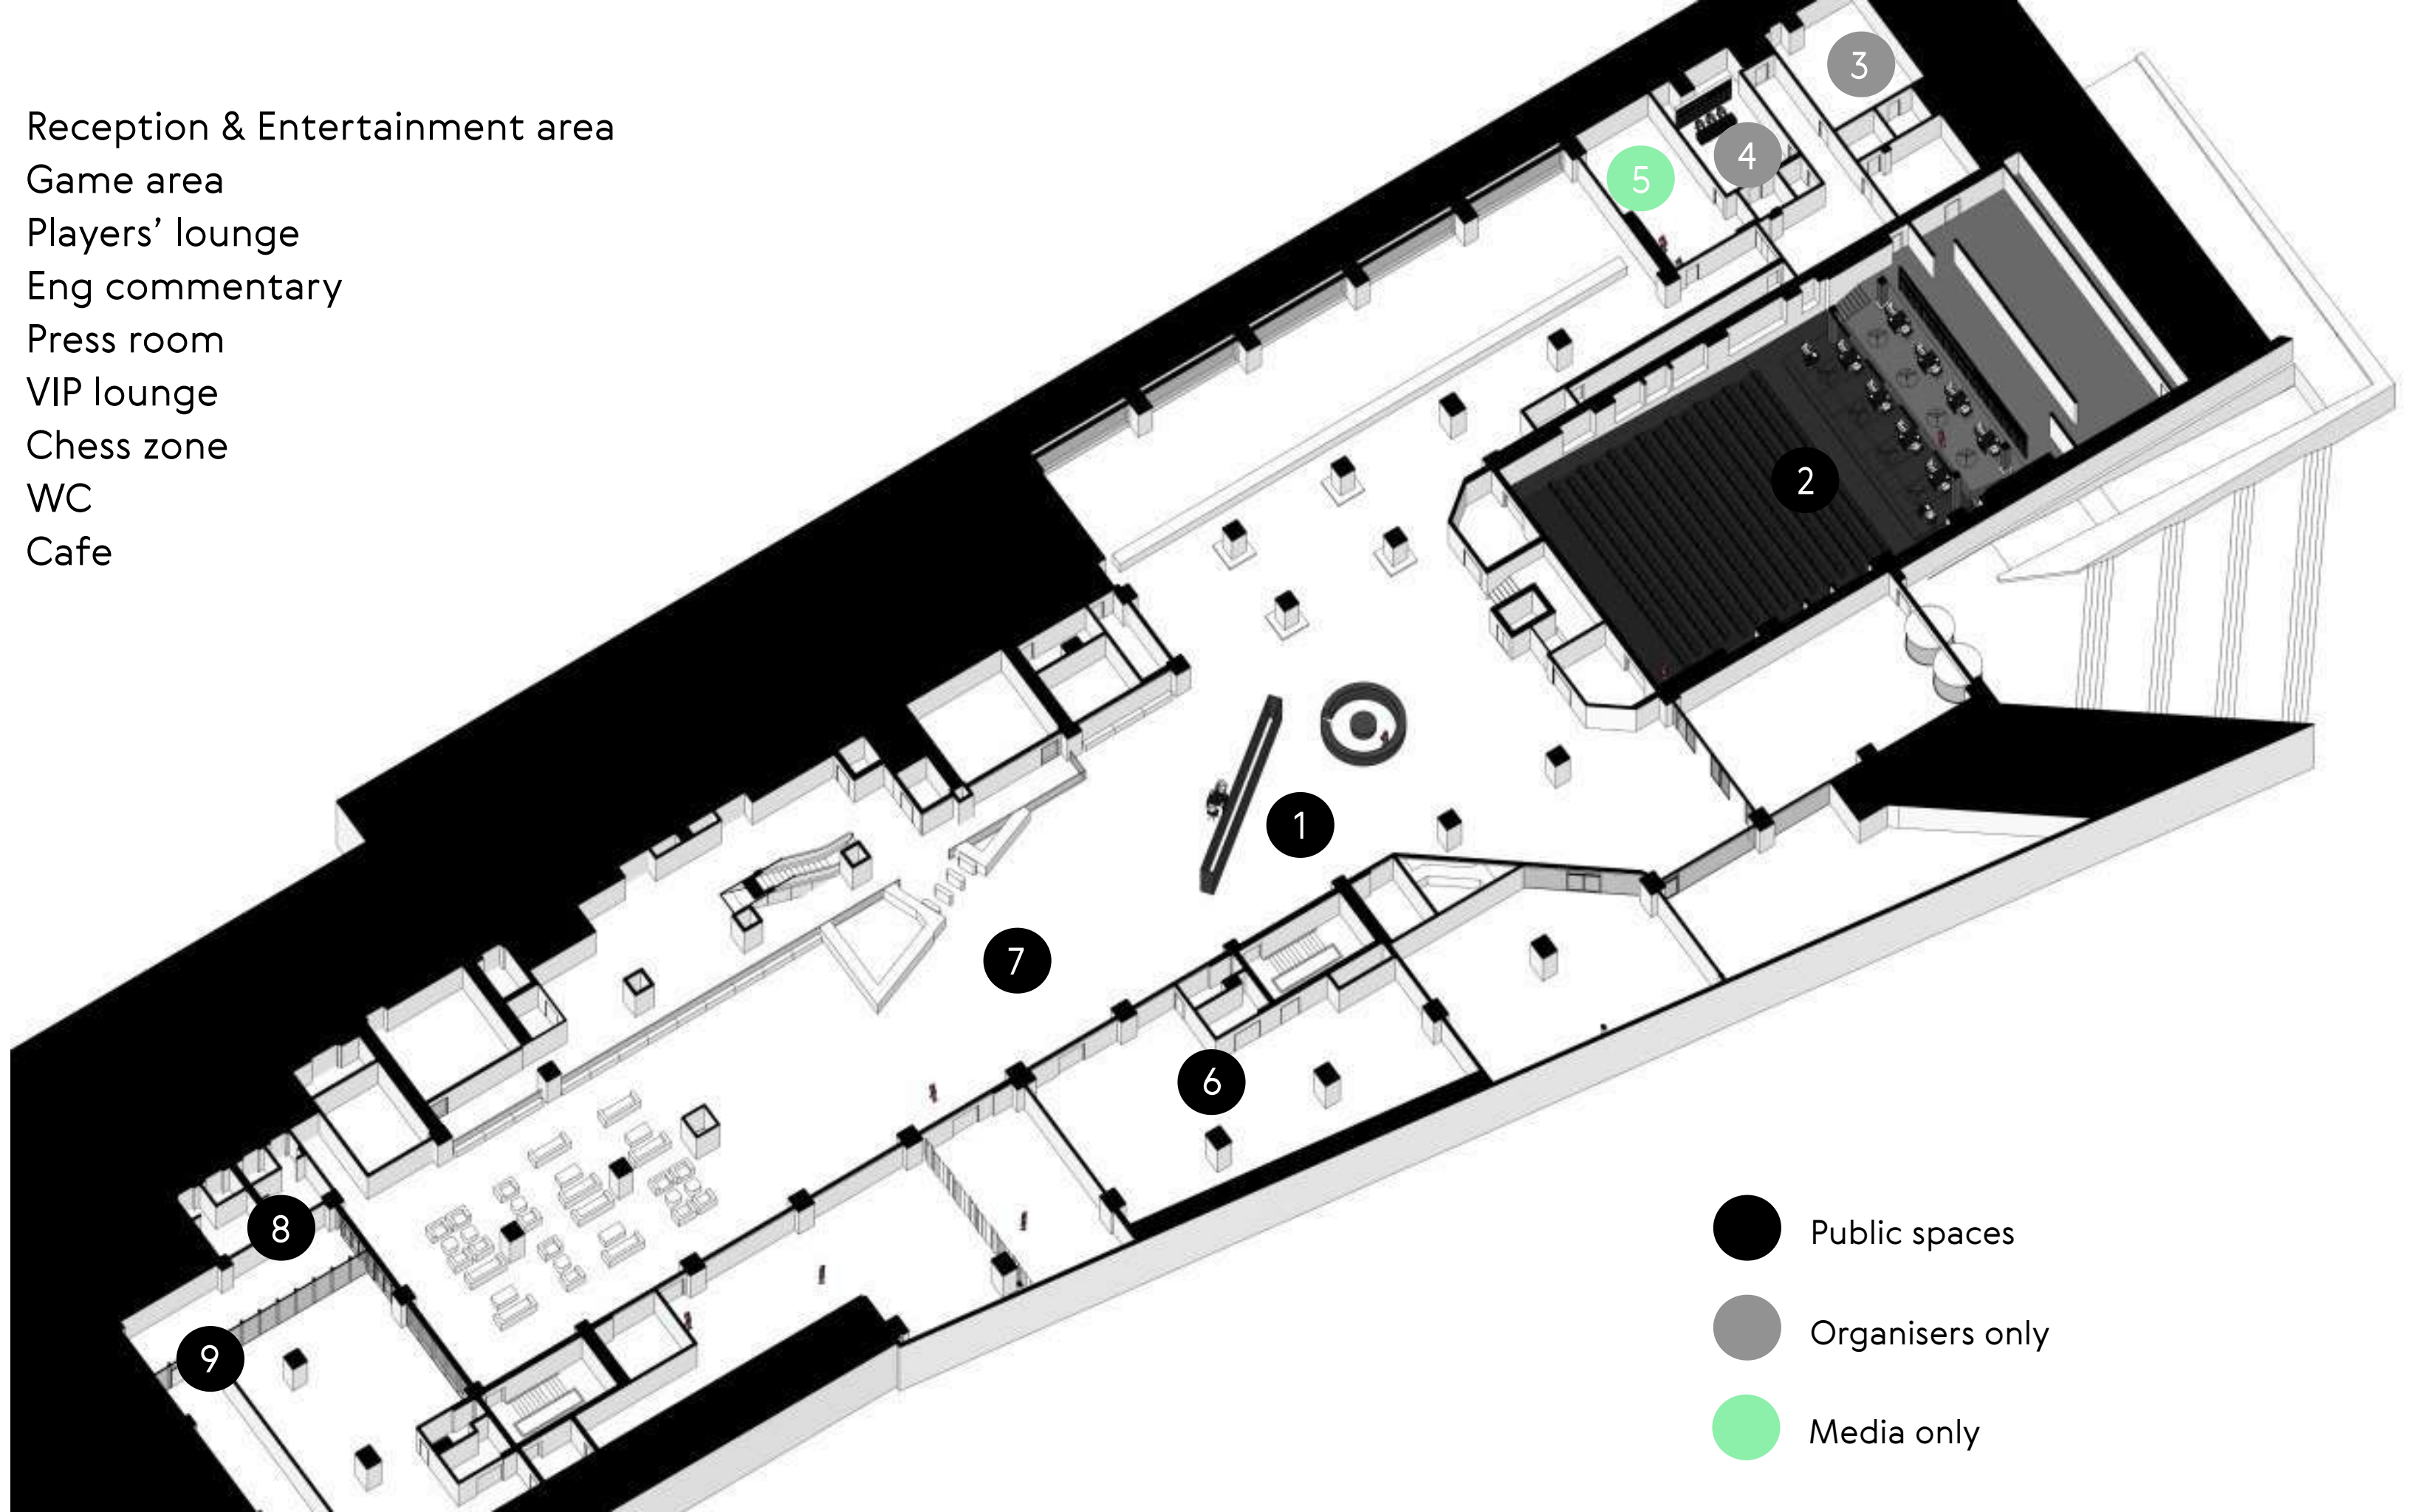 Reception & Entertainment area
Game area
Players’ lounge
Eng commentary
Press room
VIP lounge
Chess zone
WC
Cafe
3
4
5
2
1
7
6
8
9
Public spaces
Organisers only
Media only